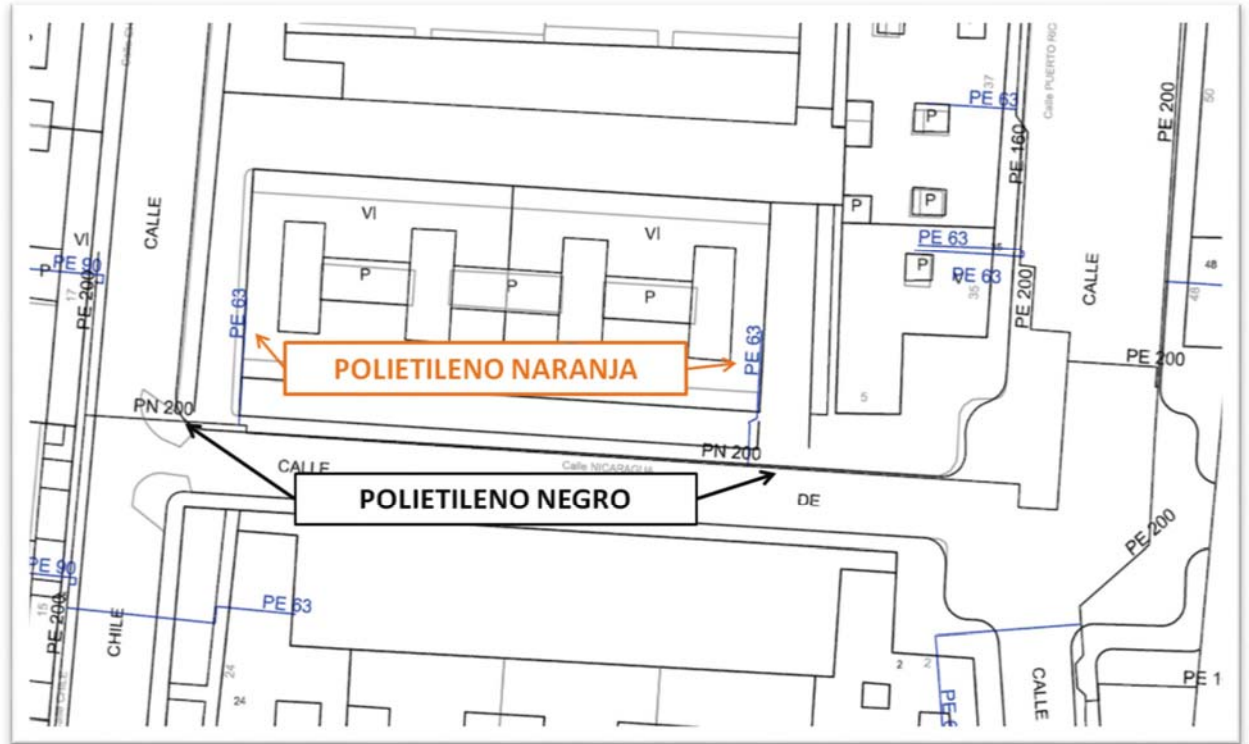 CALLE
VI
PE 90
17
PE 200
P
PE 63
VI
VI
P
P
P
PE 63
POLIETILENO NARANJA
PN 200
CALLE
Calle NICARAGUA
PN 200
DE
POLIETILENO NEGRO
37
PE 63
P
PE 160
Calle PUERTO RIC
PE 200
50
P
P
PE 63
P
PE 63
35
PE 200
CALLE
48
48
PE 200
5
PE 200
PE 90
15
PE 200
CHILE
PE 63
24
24
2
2
CALLE
PE 1